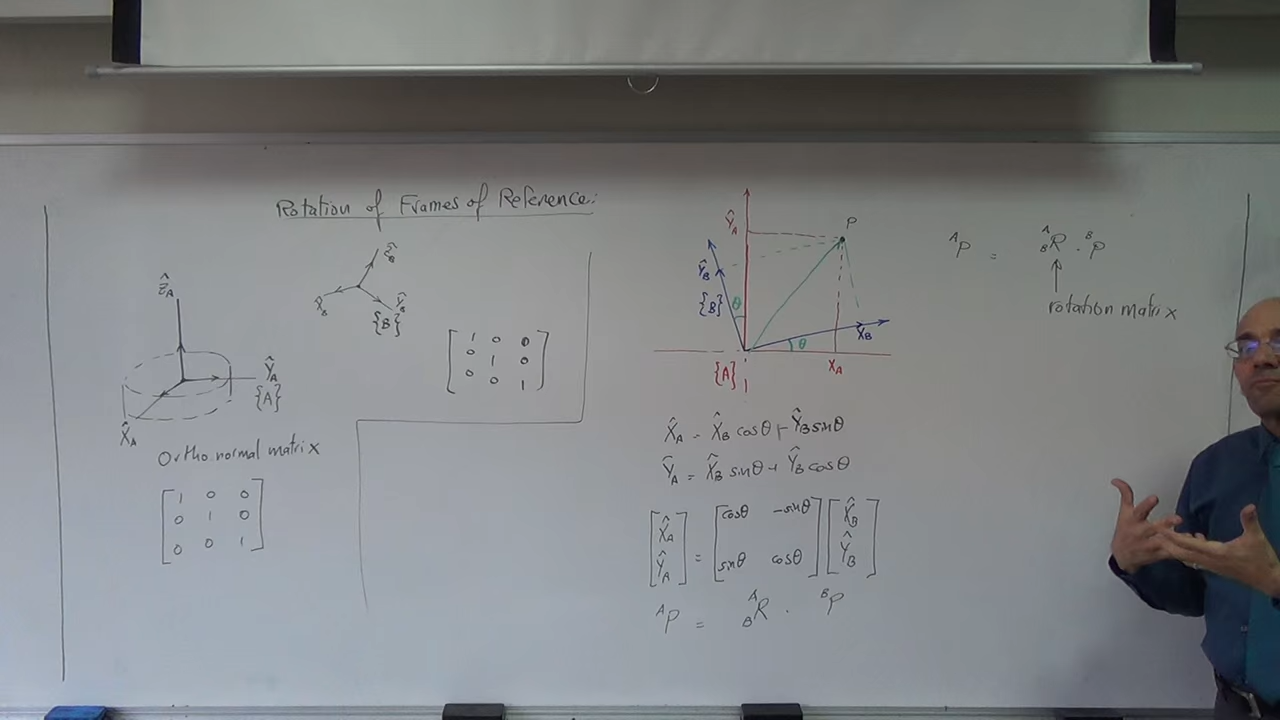 Rotation of Frames of Reference:
Ẑ_A
Ŷ_A
{A}
X̂_A
Ortho normal matrix
[1 0 0
0 1 0
0 0 1]
Ẑ_B
X̂_B
Ŷ_B
{B}
[1 0 0
0 1 0
0 0 1]
Ŷ_A
P
Ŷ_B
{B}
θ
θ
X_B
{A}
X_A
X̂_A = X̂_B cosθ + Ŷ_B sinθ
Ŷ_A = X̂_B sinθ + Ŷ_B cosθ
[X̂_A Ŷ_A] = [cosθ -sinθ sinθ cosθ] [X̂_B Ŷ_B]
^A P = ^A_B R . ^B P
^A P = ^A_B R . ^B P
rotation matrix